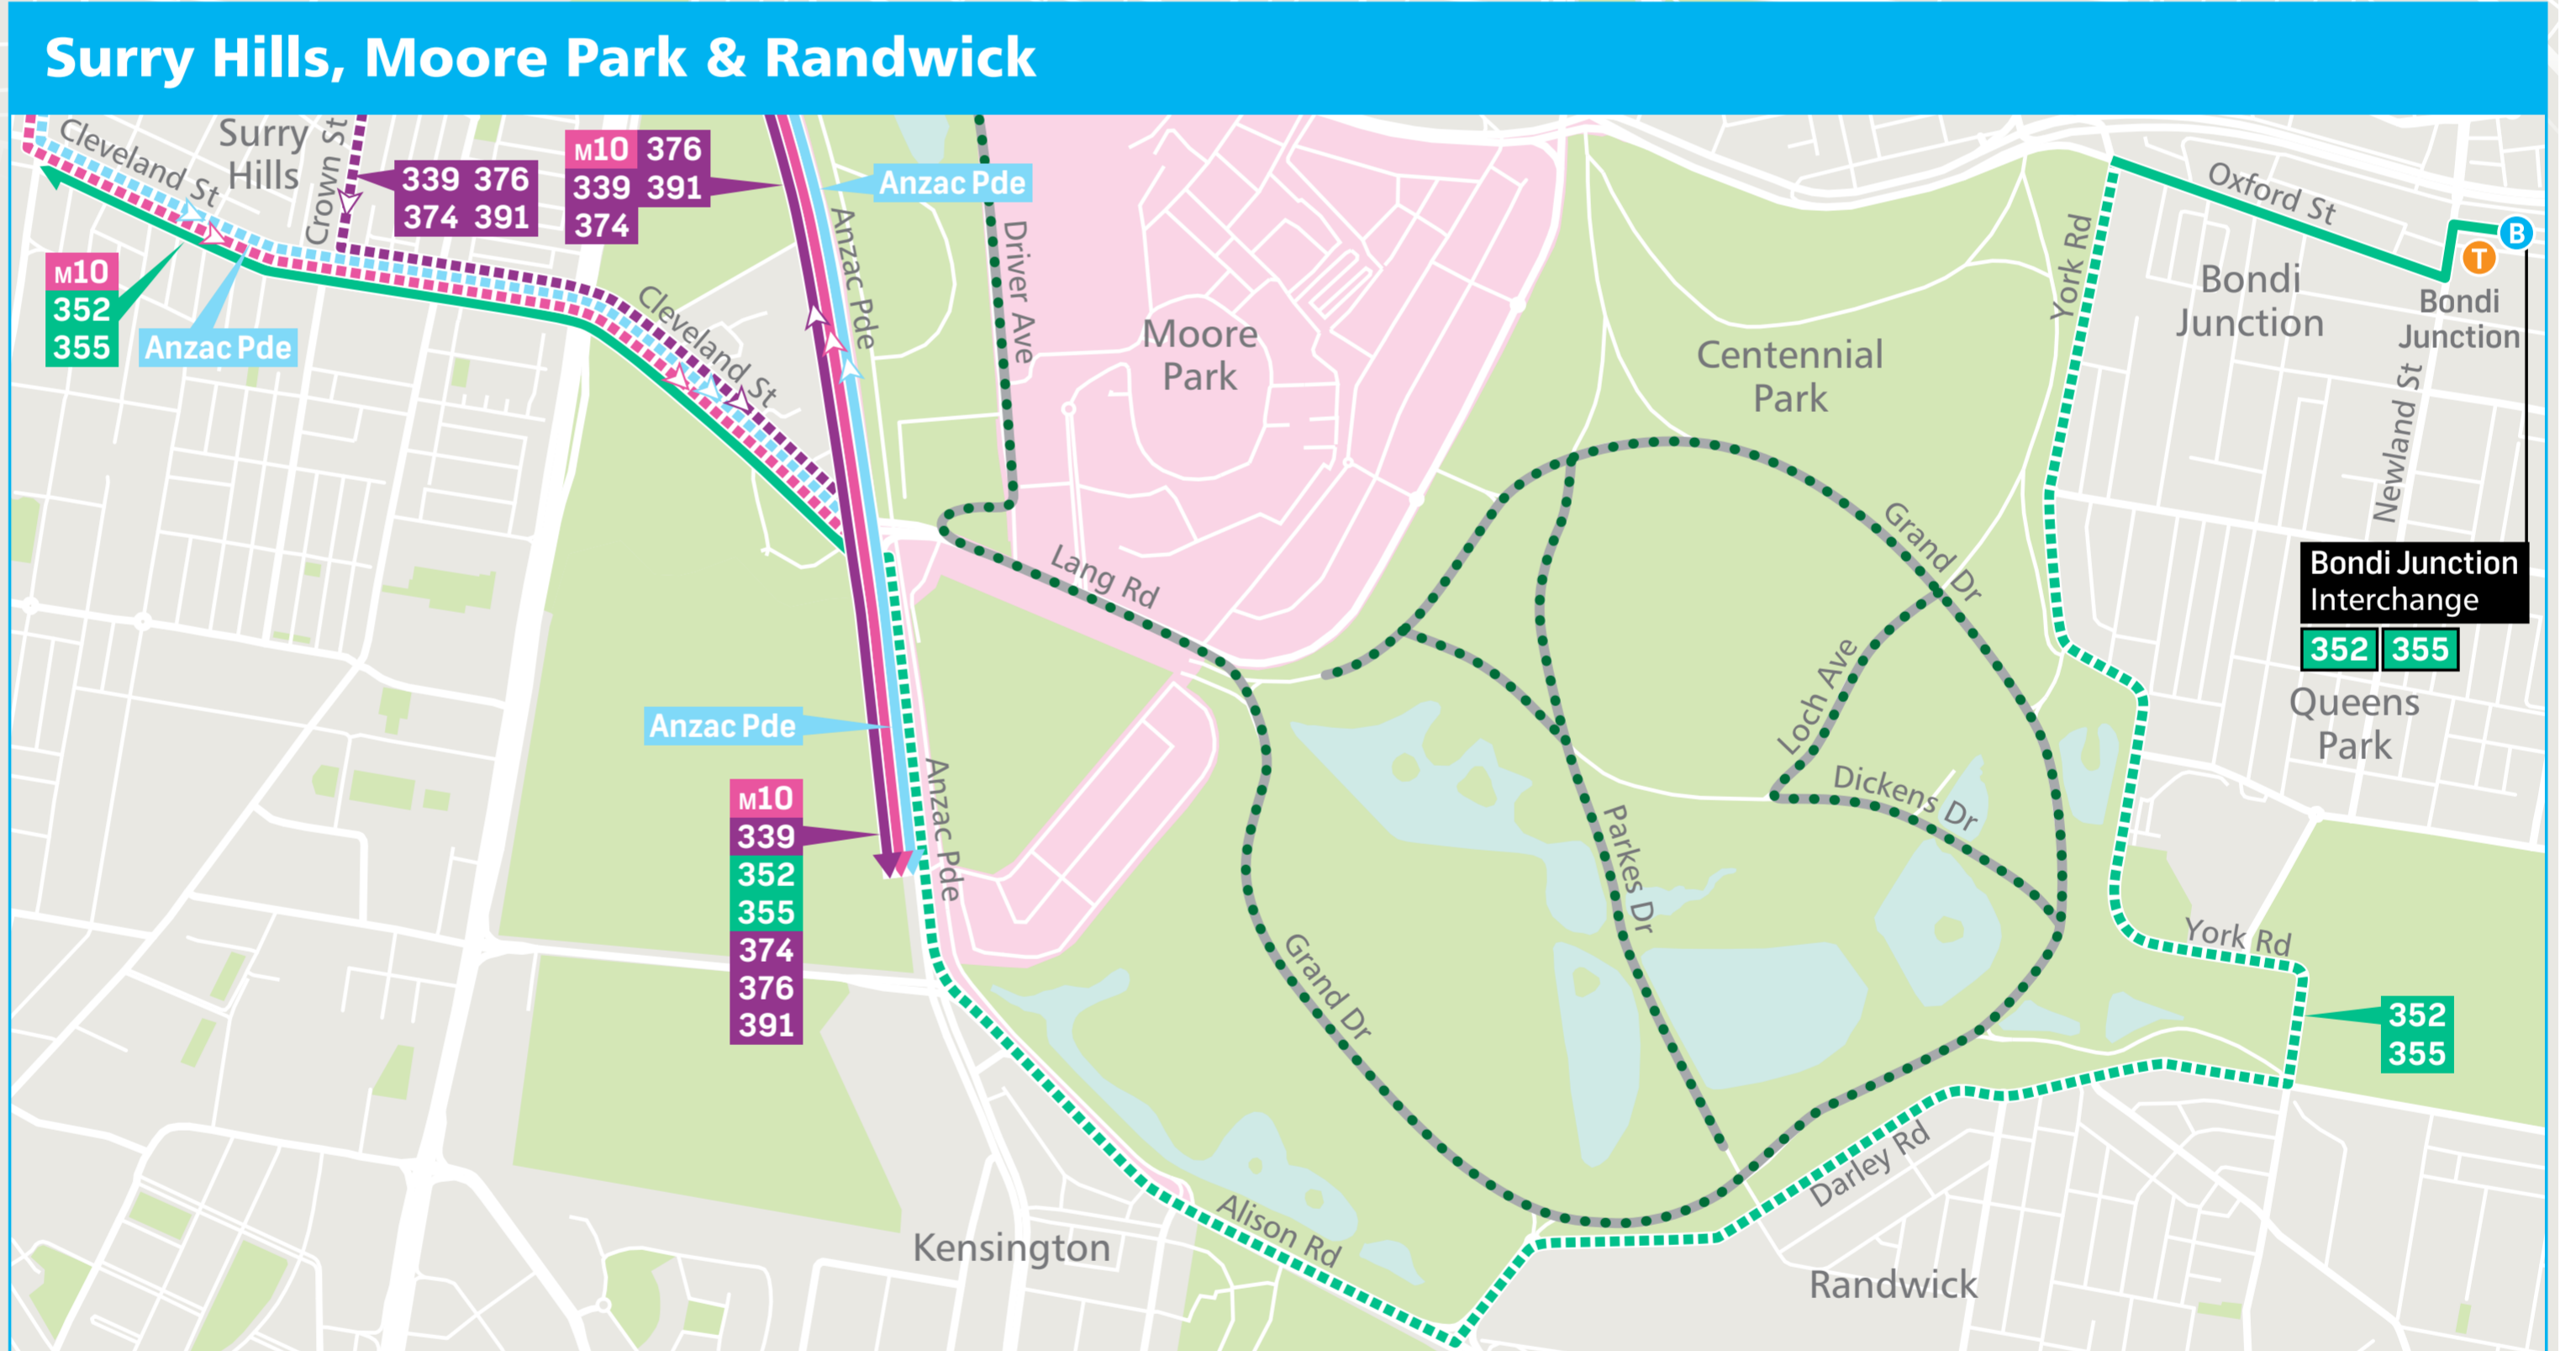 Surry Hills, Moore Park & Randwick
Cleveland St
Surry
Hills
Crown St
339 376
374 391
M10 376
339 391
374
Anzac Pde
Anzac Pde
Driver Ave
M10
352
355
Anzac Pde
Cleveland St
Moore
Park
Centennial
Park
York Rd
Oxford St
B
T
Bondi
Junction
Bondi
Junction
Newland St
Bondi Junction
Interchange
352 355
Queens
Park
Lang Rd
Grand Dr
Loch Ave
Dickens Dr
Parkes Dr
Anzac Pde
M10
339
352
355
374
376
391
Anzac Pde
Grand Dr
York Rd
352
355
Darley Rd
Alison Rd
Kensington
Randwick